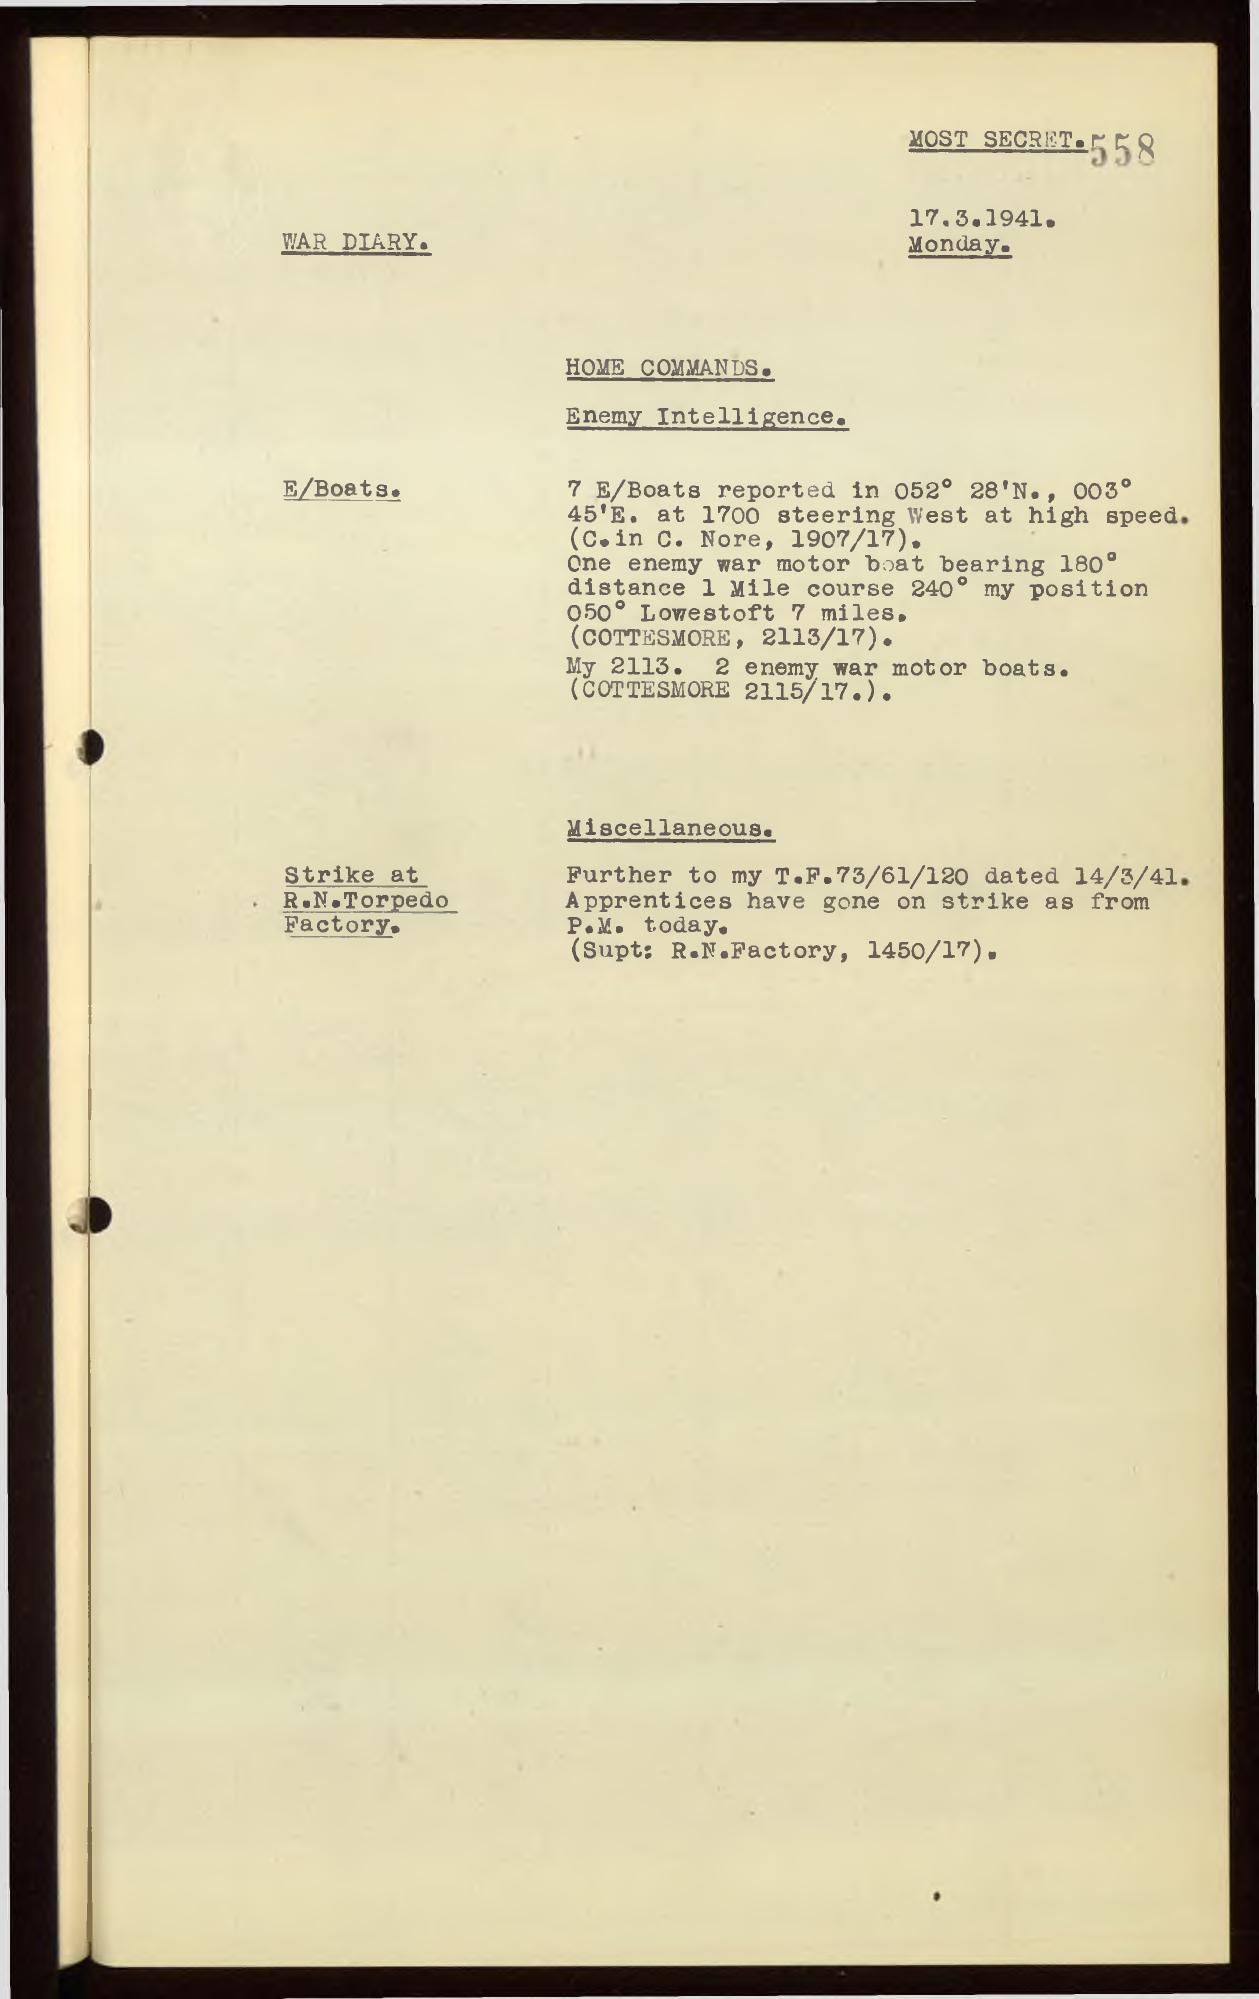 MOST SECRET. 558
17.3.1941.
WAR DIARY.
Monday.
HOME COMMANDS.
Enemy Intelligence.
E/Boats.
7 E/Boats reported in 052° 28'N., 003°
45'E. at 1700 steering West at high speed.
(C.in C. Nore, 1907/17).
One enemy war motor boat bearing 180°
distance 1 Mile course 240° my position
050° Lowestoft 7 miles.
(COTTESMORE, 2113/17).
My 2113.  2 enemy war motor boats.
(COTTESMORE 2115/17.).
Miscellaneous.
Strike at
R.N.Torpedo
Factory.
Further to my T.F.73/61/120 dated 14/3/41.
Apprentices have gone on strike as from
P.M. today.
(Supt: R.N.Factory, 1450/17).